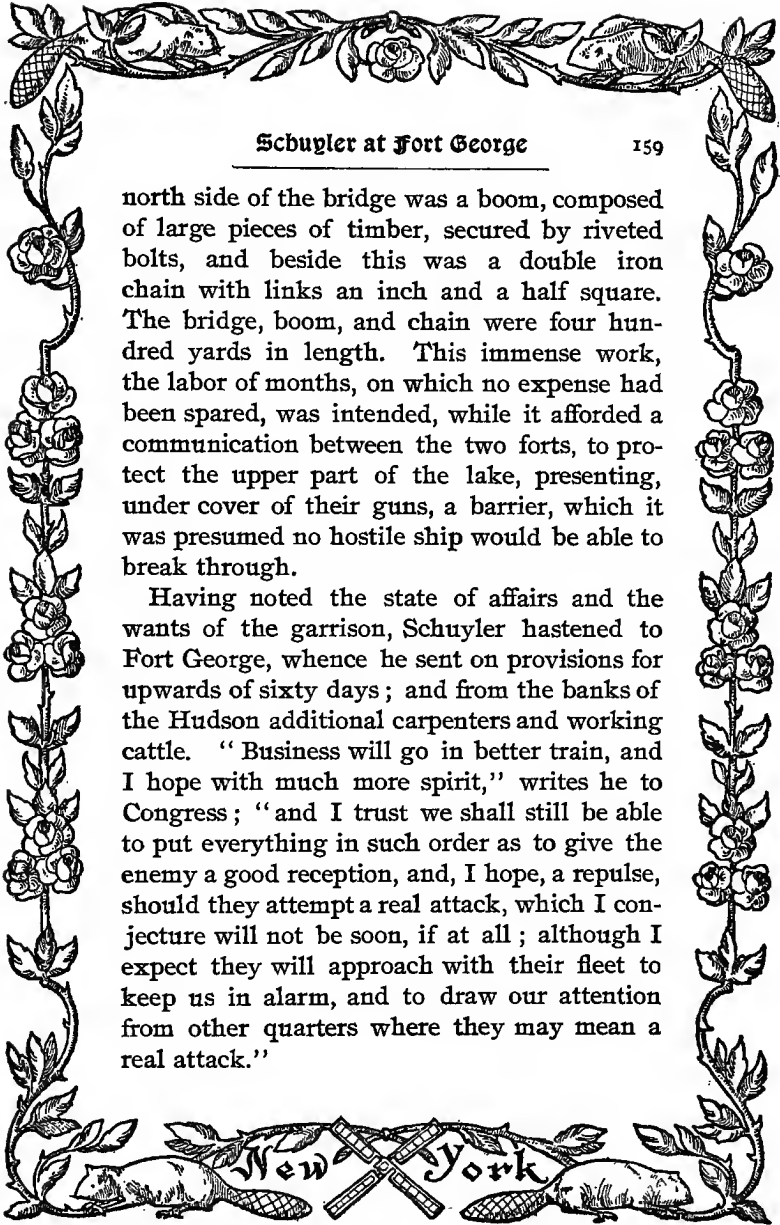 Schuyler at Fort George 159
north side of the bridge was a boom, composed
of large pieces of timber, secured by riveted
bolts, and beside this was a double iron
chain with links an inch and a half square.
The bridge, boom, and chain were four hun-
dred yards in length. This immense work,
the labor of months, on which no expense had
been spared, was intended, while it afforded a
communication between the two forts, to pro-
tect the upper part of the lake, presenting,
under cover of their guns, a barrier, which it
was presumed no hostile ship would be able to
break through.
Having noted the state of affairs and the
wants of the garrison, Schuyler hastened to
Fort George, whence he sent on provisions for
upwards of sixty days ; and from the banks of
the Hudson additional carpenters and working
cattle. “ Business will go in better train, and
I hope with much more spirit,” writes he to
Congress ; “and I trust we shall still be able
to put everything in such order as to give the
enemy a good reception, and, I hope, a repulse,
should they attempt a real attack, which I con-
jecture will not be soon, if at all ; although I
expect they will approach with their fleet to
keep us in alarm, and to draw our attention
from other quarters where they may mean a
real attack.”
New York